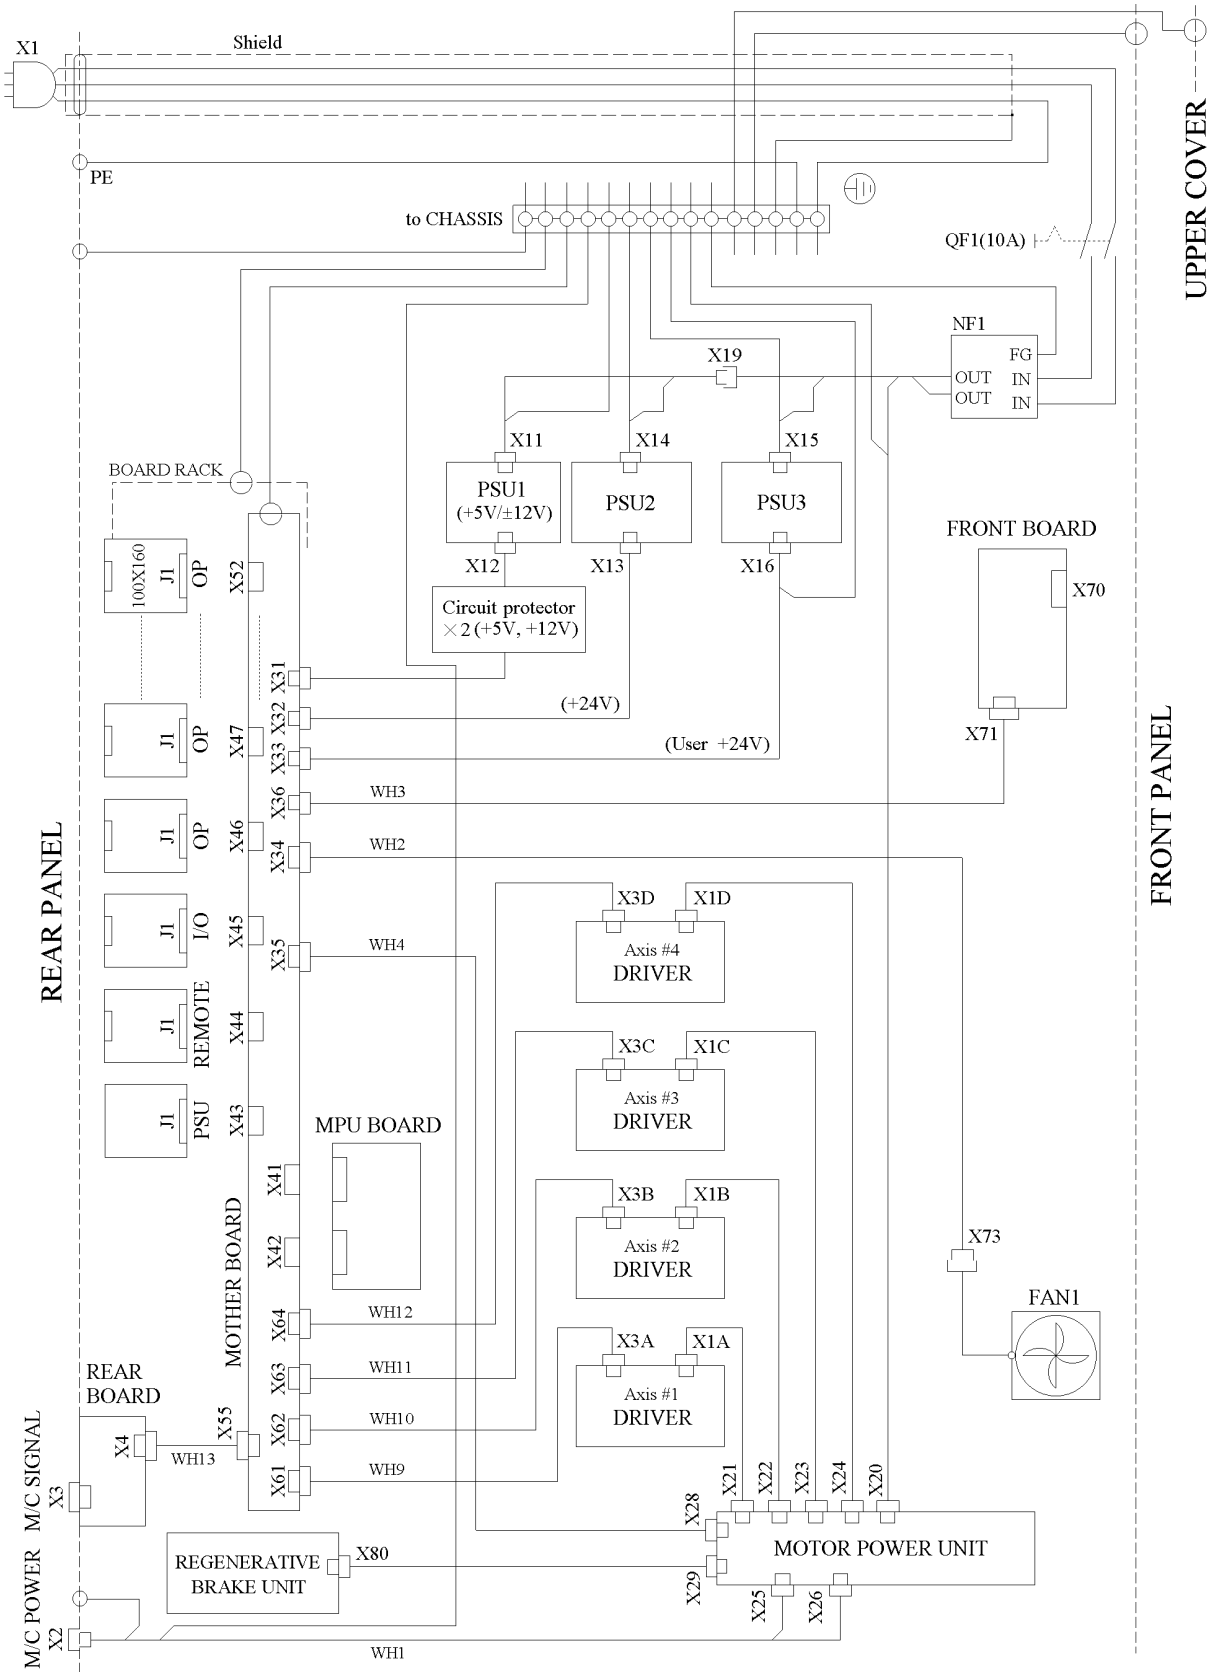 X1
Shield
UPPER COVER
PE
to CHASSIS
QF1(10A)
NF1
FG
OUT
IN
OUT
IN
X19
X11
X14
X15
PSU1
(+5V/±12V)
PSU2
PSU3
X12
X13
X16
Circuit protector
×2 (+5V, +12V)
BOARD RACK
FRONT BOARD
X70
X71
100X160
J1
OP
X52
X31
X32
(+24V)
X33
(User +24V)
J1
OP
X47
X36
WH3
J1
OP
X46
X34
WH2
J1
I/O
X45
X35
WH4
J1
REMOTE
X44
J1
PSU
X43
REAR PANEL
FRONT PANEL
X3D
X1D
Axis #4
DRIVER
X3C
X1C
Axis #3
DRIVER
X3B
X1B
Axis #2
DRIVER
X3A
X1A
Axis #1
DRIVER
MPU BOARD
X41
X42
MOTHER BOARD
X64
WH12
X63
WH11
X62
WH10
X61
WH9
X73
FAN1
REAR
BOARD
X4
WH13
X55
M/C SIGNAL
X3
M/C POWER
X2
REGENERATIVE
BRAKE UNIT
X80
X28
X29
X21
X22
X23
X24
X20
MOTOR POWER UNIT
X25
X26
WH1